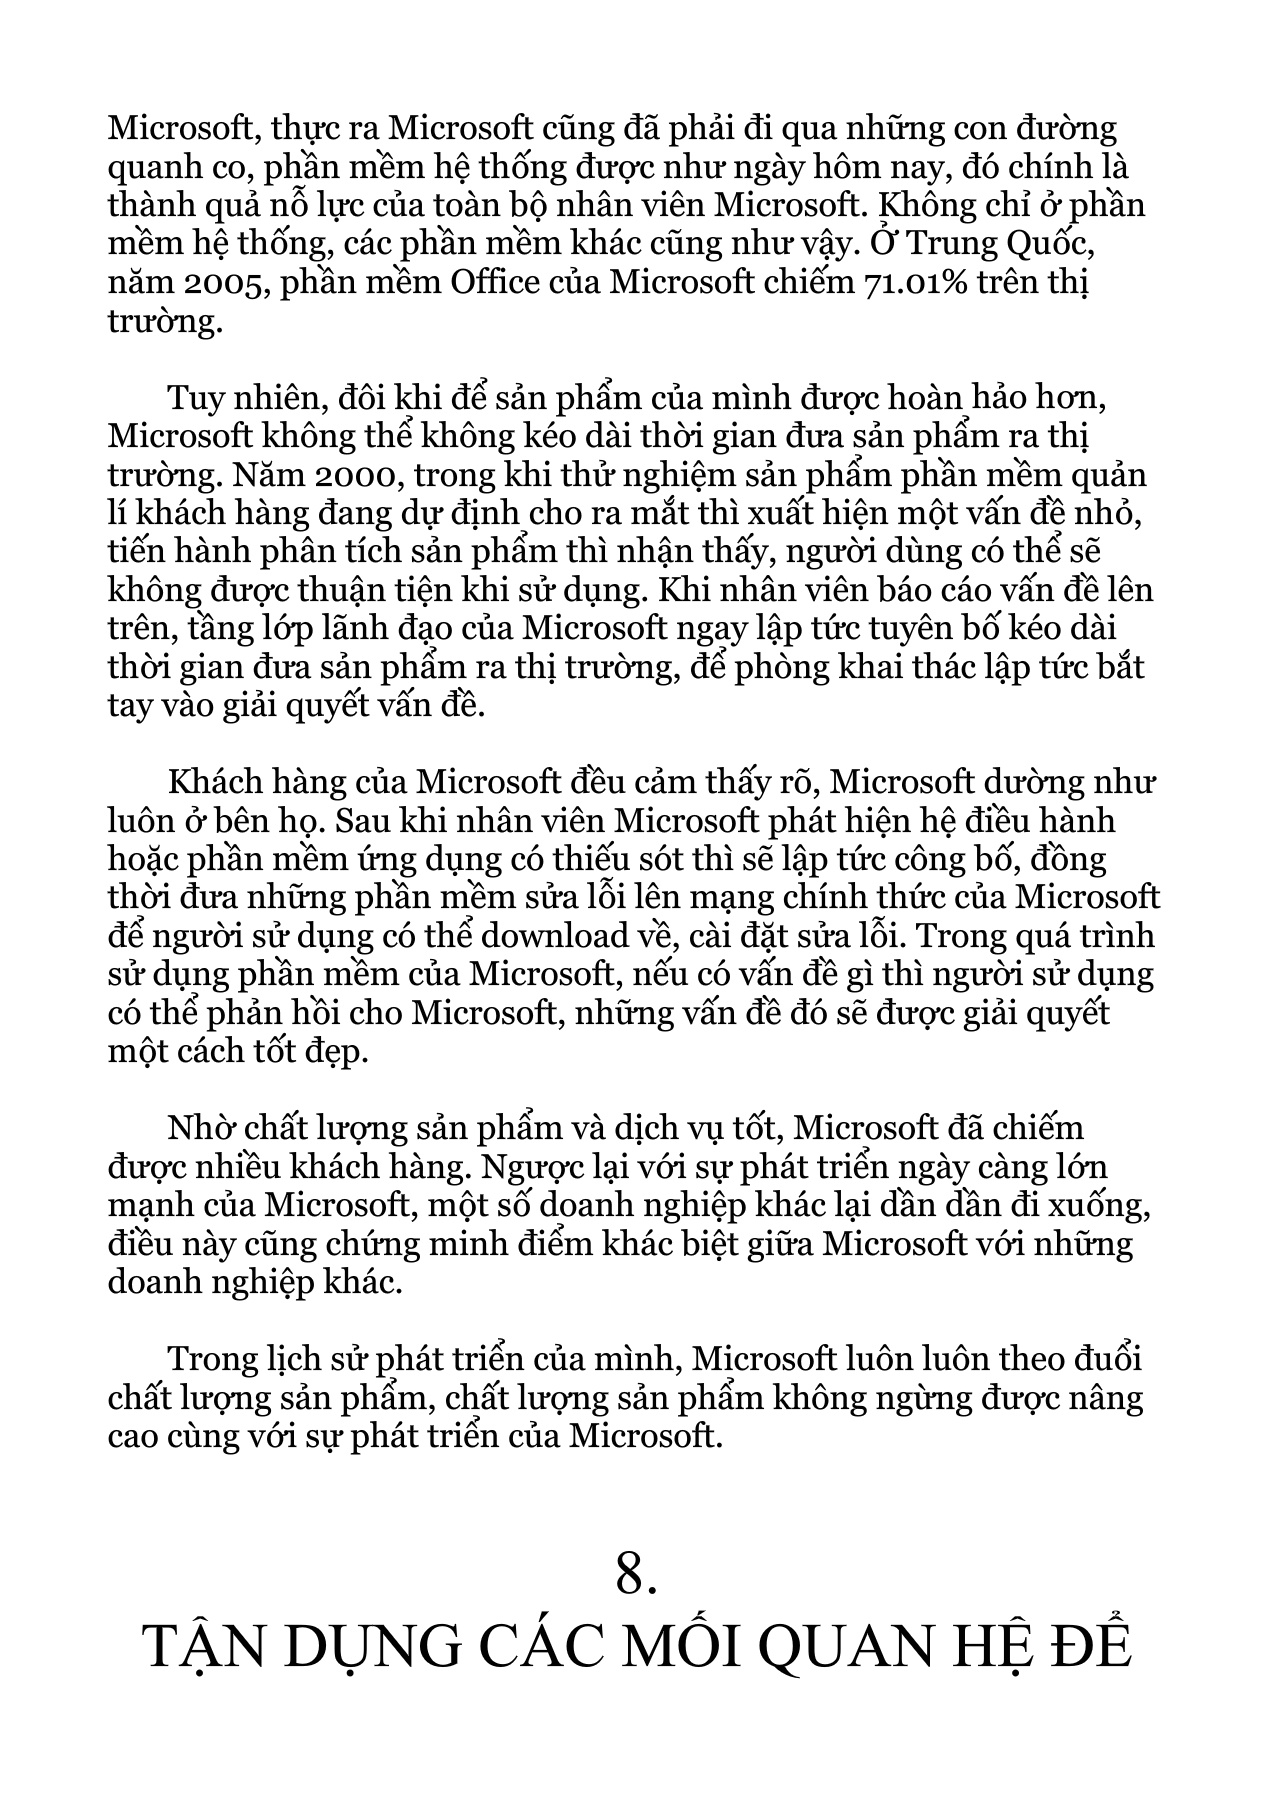 Microsoft, thực ra Microsoft cũng đã phải đi qua những con đường
quanh co, phần mềm hệ thống được như ngày hôm nay, đó chính là
thành quả nỗ lực của toàn bộ nhân viên Microsoft. Không chỉ ở phần
mềm hệ thống, các phần mềm khác cũng như vậy. Ở Trung Quốc,
năm 2005, phần mềm Office của Microsoft chiếm 71.01% trên thị
trường.
Tuy nhiên, đôi khi để sản phẩm của mình được hoàn hảo hơn,
Microsoft không thể không kéo dài thời gian đưa sản phẩm ra thị
trường. Năm 2000, trong khi thử nghiệm sản phẩm phần mềm quản
lí khách hàng đang dự định cho ra mắt thì xuất hiện một vấn đề nhỏ,
tiến hành phân tích sản phẩm thì nhận thấy, người dùng có thể sẽ
không được thuận tiện khi sử dụng. Khi nhân viên báo cáo vấn đề lên
trên, tầng lớp lãnh đạo của Microsoft ngay lập tức tuyên bố kéo dài
thời gian đưa sản phẩm ra thị trường, để phòng khai thác lập tức bắt
tay vào giải quyết vấn đề.
Khách hàng của Microsoft đều cảm thấy rõ, Microsoft dường như
luôn ở bên họ. Sau khi nhân viên Microsoft phát hiện hệ điều hành
hoặc phần mềm ứng dụng có thiếu sót thì sẽ lập tức công bố, đồng
thời đưa những phần mềm sửa lỗi lên mạng chính thức của Microsoft
để người sử dụng có thể download về, cài đặt sửa lỗi. Trong quá trình
sử dụng phần mềm của Microsoft, nếu có vấn đề gì thì người sử dụng
có thể phản hồi cho Microsoft, những vấn đề đó sẽ được giải quyết
một cách tốt đẹp.
Nhờ chất lượng sản phẩm và dịch vụ tốt, Microsoft đã chiếm
được nhiều khách hàng. Ngược lại với sự phát triển ngày càng lớn
mạnh của Microsoft, một số doanh nghiệp khác lại dần dần đi xuống,
điều này cũng chứng minh điểm khác biệt giữa Microsoft với những
doanh nghiệp khác.
Trong lịch sử phát triển của mình, Microsoft luôn luôn theo đuổi
chất lượng sản phẩm, chất lượng sản phẩm không ngừng được nâng
cao cùng với sự phát triển của Microsoft.
8.
TẬN DỤNG CÁC MỐI QUAN HỆ ĐỂ